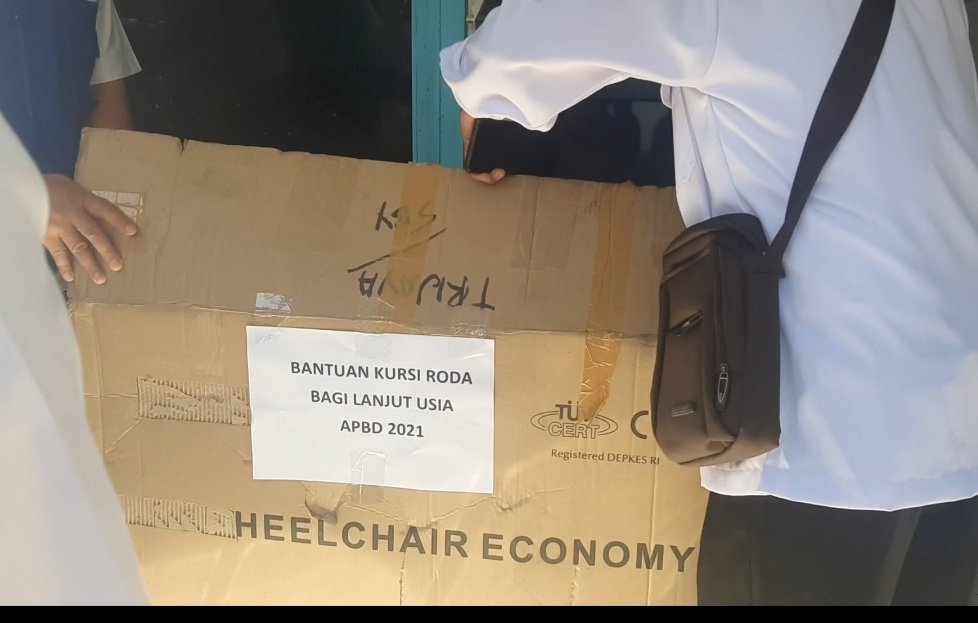 SBY
TRIJAYA
BANTUAN KURSI RODA
BAGI LANJUT USIA
APBD 2021
TÜV
CERT
C
Registered DEPKES RI
HEELCHAIR ECONOMY